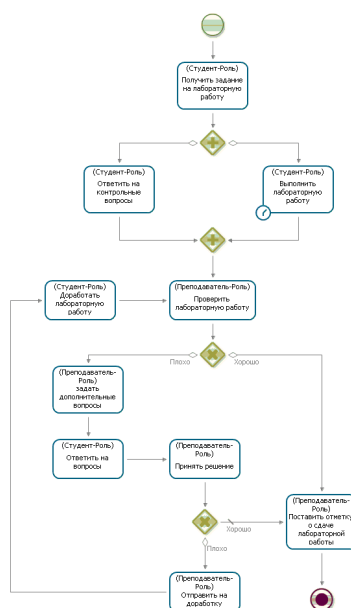 (Студент-Роль)
Получить задание
на лабораторную
работу
(Студент-Роль)
Ответить на
контрольные
вопросы
(Студент-Роль)
Выполнить
лабораторную
работу
(Студент-Роль)
Доработать
лабораторную
работу
(Преподаватель-Роль)
Проверить
лабораторную работу
Плохо
Хорошо
(Преподаватель-
Роль)
задать
дополнительные
вопросы
(Студент-Роль)
Ответить на
вопросы
(Преподаватель-
Роль)
Принять решение
(Преподаватель-
Роль)
Поставить отметку
о сдаче
лабораторной
работы
Хорошо
Плохо
(Преподаватель-
Роль)
Отправить на
доработку